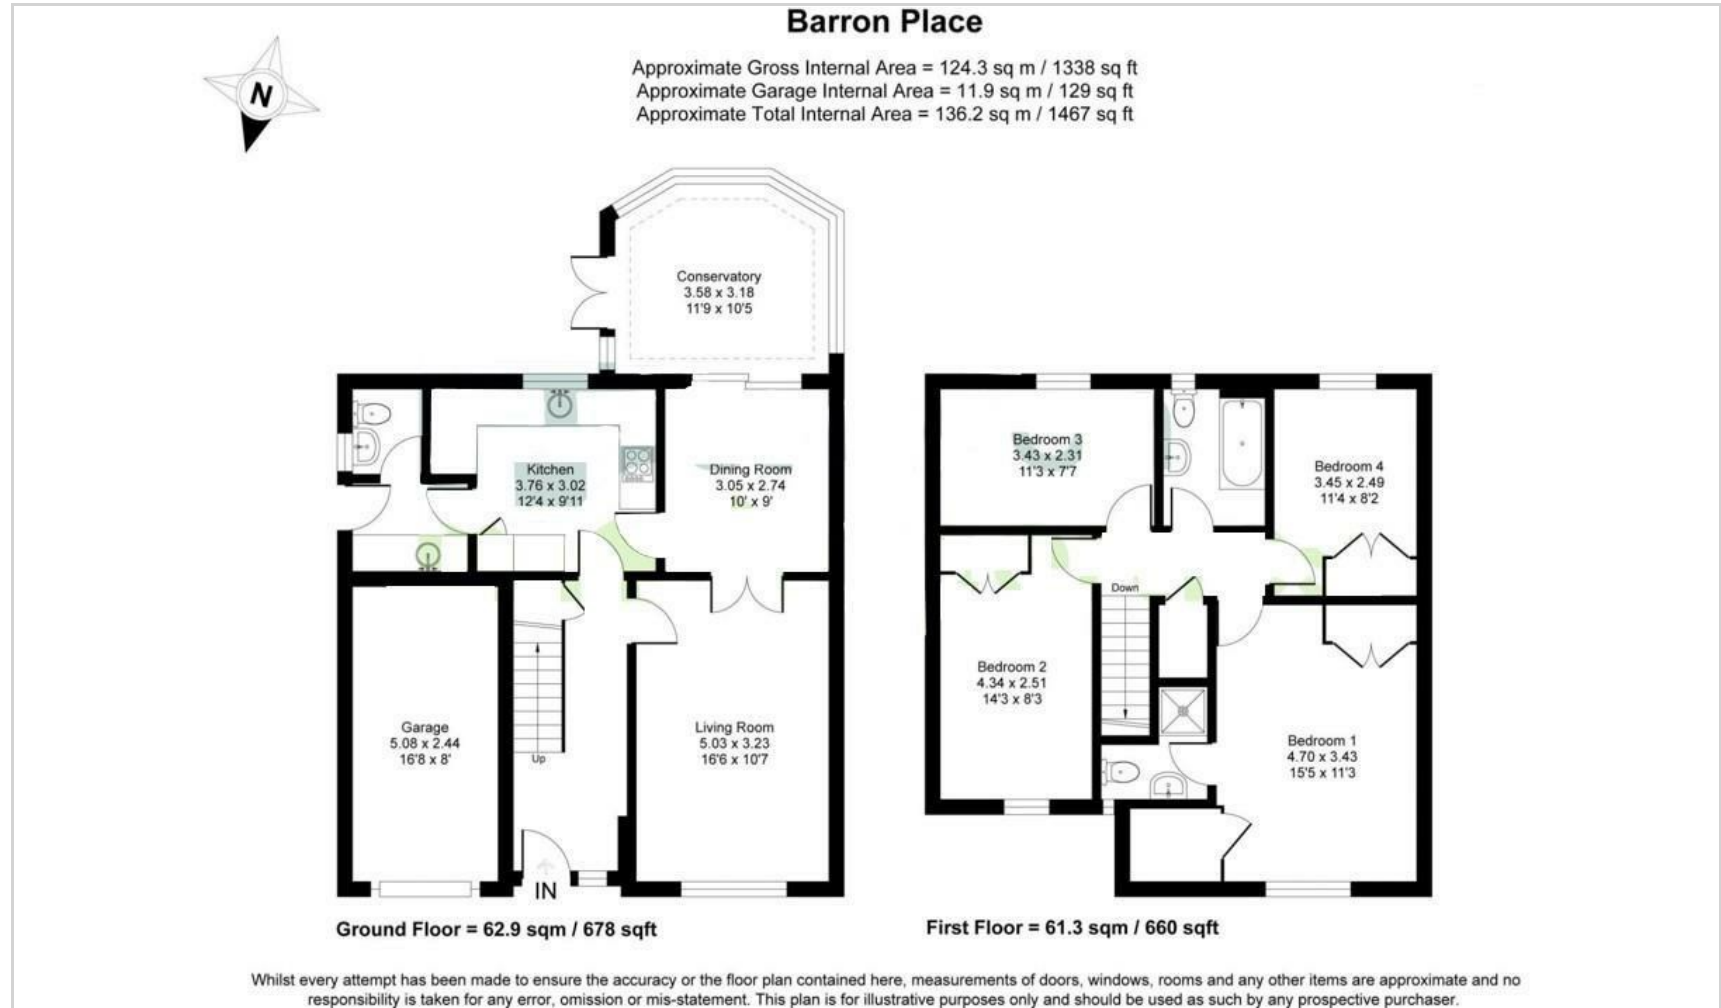 Barron Place
Approximate Gross Internal Area = 124.3 sq m / 1338 sq ft
Approximate Garage Internal Area = 11.9 sq m / 129 sq ft
Approximate Total Internal Area = 136.2 sq m / 1467 sq ft
N
Conservatory
3.58 x 3.18
11'9 x 10'5
Kitchen
3.76 x 3.02
12'4 x 9'11
Dining Room
3.05 x 2.74
10' x 9'
Garage
5.08 x 2.44
16'8 x 8'
Up
Living Room
5.03 x 3.23
16'6 x 10'7
IN
Ground Floor = 62.9 sqm / 678 sqft
Bedroom 3
3.43 x 2.31
11'3 x 7'7
Bedroom 4
3.45 x 2.49
11'4 x 8'2
Down
Bedroom 2
4.34 x 2.51
14'3 x 8'3
Bedroom 1
4.70 x 3.43
15'5 x 11'3
First Floor = 61.3 sqm / 660 sqft
Whilst every attempt has been made to ensure the accuracy or the floor plan contained here, measurements of doors, windows, rooms and any other items are approximate and no
responsibility is taken for any error, omission or mis-statement. This plan is for illustrative purposes only and should be used as such by any prospective purchaser.